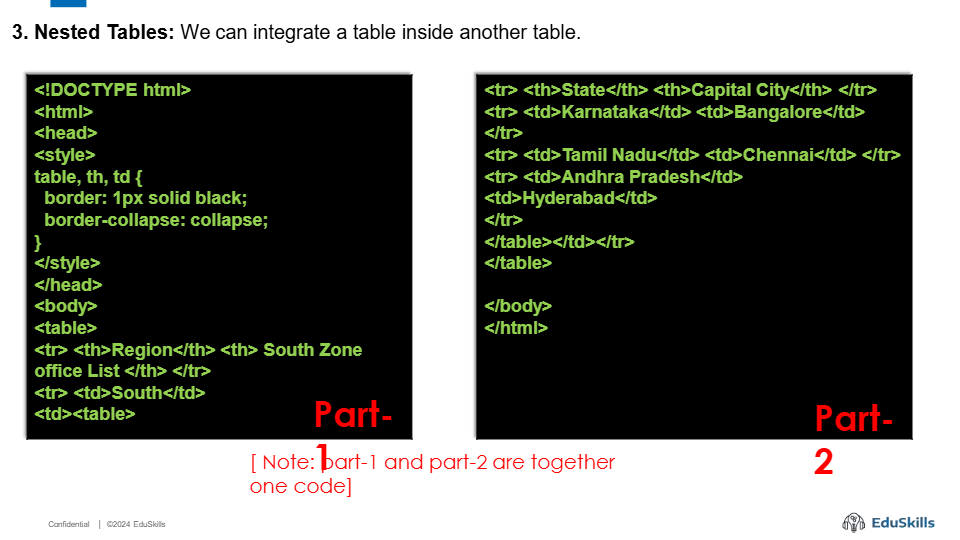 3. Nested Tables: We can integrate a table inside another table.
<!DOCTYPE html>
<html>
<head>
<style>
table, th, td {
  border: 1px solid black;
  border-collapse: collapse;
}
</style>
</head>
<body>
<table>
<tr> <th>Region</th> <th> South Zone
office List </th> </tr>
<tr> <td>South</td>
<td><table>
Part-
1
<tr> <th>State</th> <th>Capital City</th> </tr>
<tr> <td>Karnataka</td> <td>Bangalore</td>
</tr>
<tr> <td>Tamil Nadu</td> <td>Chennai</td> </tr>
<tr> <td>Andhra Pradesh</td>
<td>Hyderabad</td>
</tr>
</table></td></tr>
</table>

</body>
</html>
Part-
2
[ Note: part-1 and part-2 are together
one code]
Confidential | ©2024 EduSkills
EduSkills